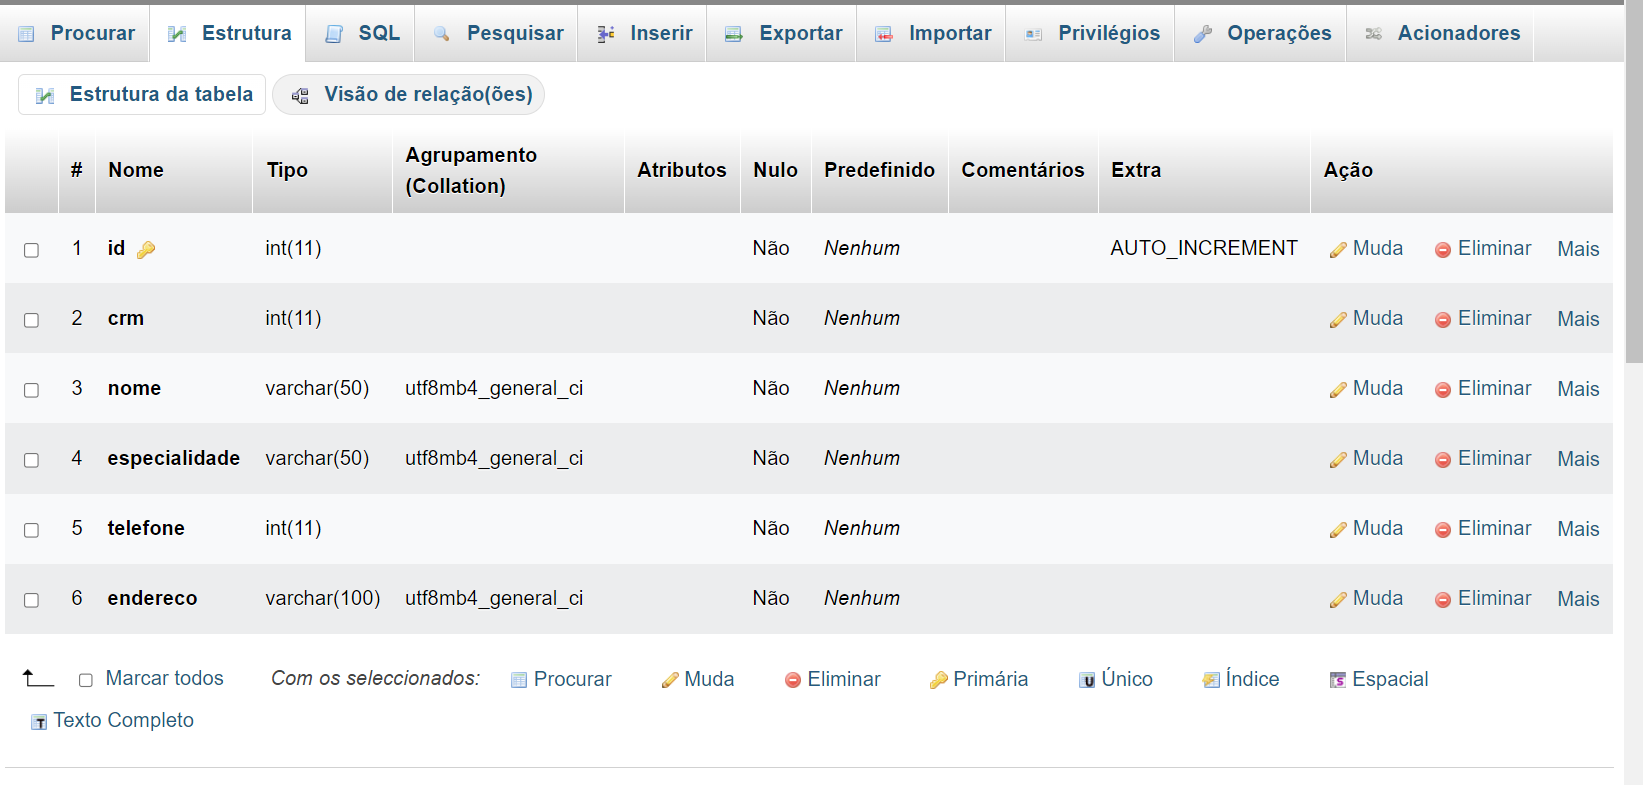 Procurar Estrutura SQL Pesquisar Inserir Exportar Importar Privilégios Operações Acionadores
Estrutura da tabela Visão de relação(ões)
# Nome Tipo Agrupamento (Collation) Atributos Nulo Predefinido Comentários Extra Ação
1 id int(11) Não Nenhum AUTO_INCREMENT Muda Eliminar Mais
2 crm int(11) Não Nenhum Muda Eliminar Mais
3 nome varchar(50) utf8mb4_general_ci Não Nenhum Muda Eliminar Mais
4 especialidade varchar(50) utf8mb4_general_ci Não Nenhum Muda Eliminar Mais
5 telefone int(11) Não Nenhum Muda Eliminar Mais
6 endereco varchar(100) utf8mb4_general_ci Não Nenhum Muda Eliminar Mais
Marcar todos Com os seleccionados: Procurar Muda Eliminar Primária Único Índice Espacial
Texto Completo